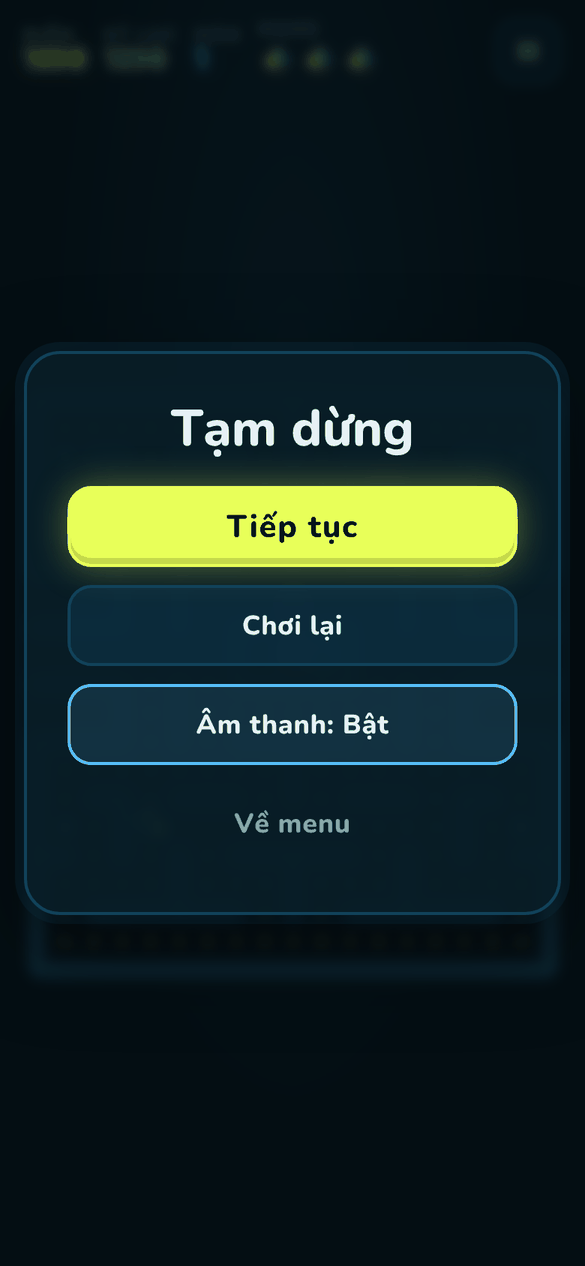 Tạm dừng
Tiếp tục
Chơi lại
Âm thanh: Bật
Về menu